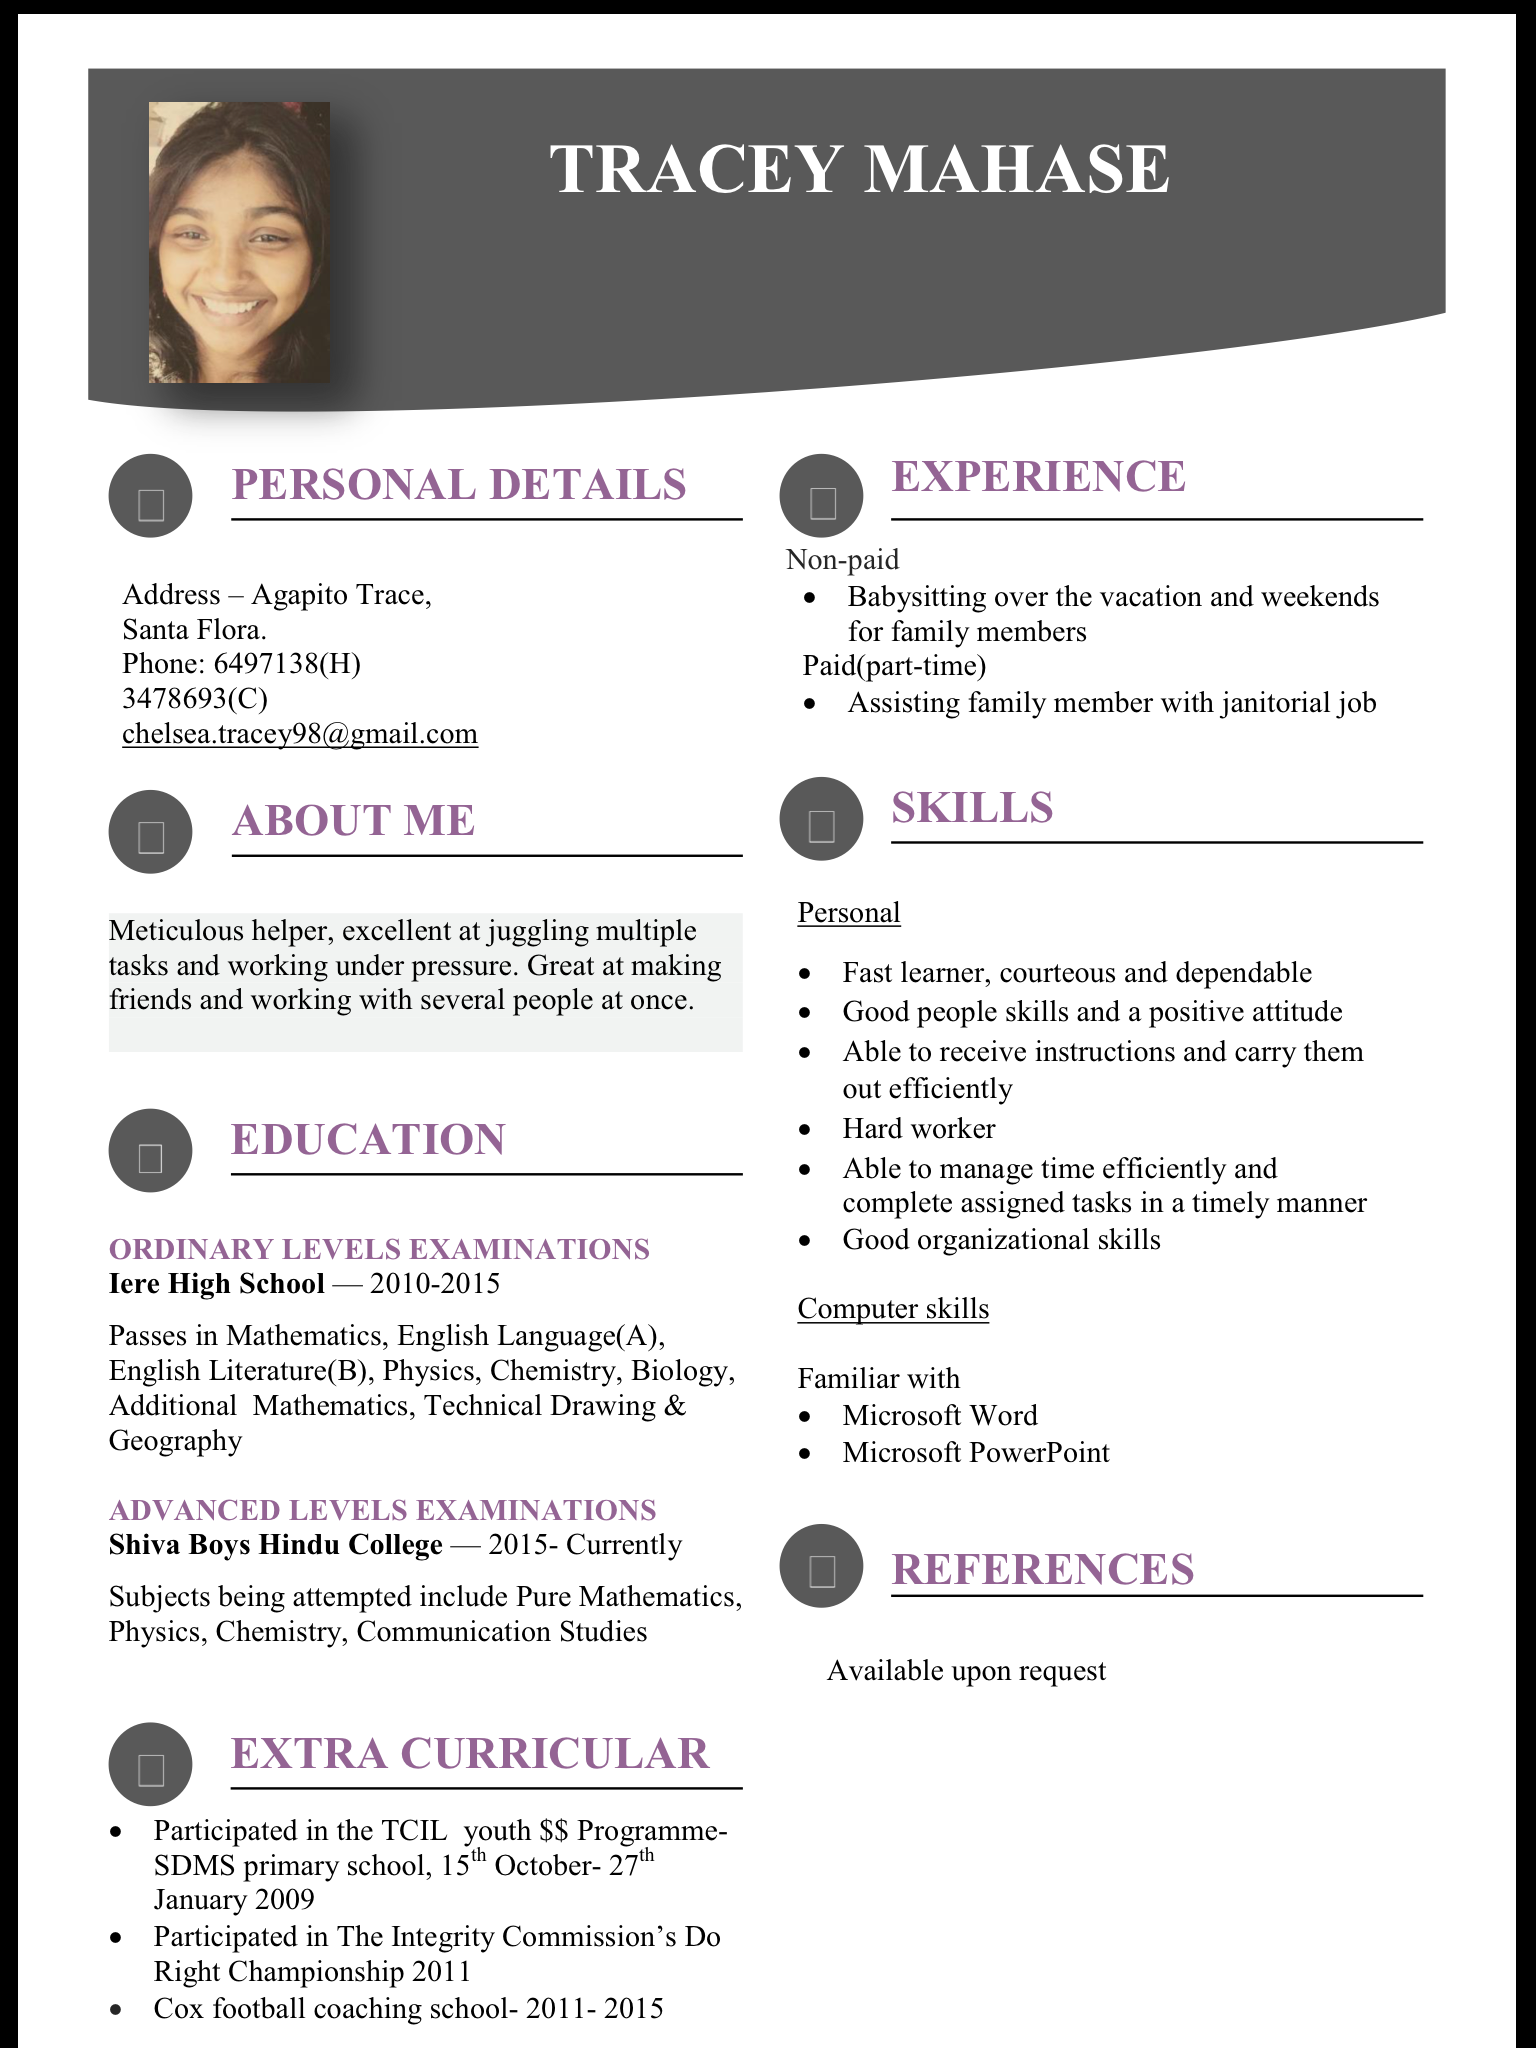 TRACEY MAHASE
PERSONAL DETAILS
Address – Agapito Trace,
Santa Flora.
Phone: 6497138(H)
3478693(C)
chelsea.tracey98@gmail.com
ABOUT ME
Meticulous helper, excellent at juggling multiple
tasks and working under pressure. Great at making
friends and working with several people at once.
EDUCATION
ORDINARY LEVELS EXAMINATIONS
Iere High School — 2010-2015
Passes in Mathematics, English Language(A),
English Literature(B), Physics, Chemistry, Biology,
Additional  Mathematics, Technical Drawing &
Geography
ADVANCED LEVELS EXAMINATIONS
Shiva Boys Hindu College — 2015- Currently
Subjects being attempted include Pure Mathematics,
Physics, Chemistry, Communication Studies
EXTRA CURRICULAR
• Participated in the TCIL  youth $$ Programme-
SDMS primary school, 15th October- 27th
January 2009
• Participated in The Integrity Commission’s Do
Right Championship 2011
• Cox football coaching school- 2011- 2015
EXPERIENCE
Non-paid
• Babysitting over the vacation and weekends
for family members
Paid(part-time)
• Assisting family member with janitorial job
SKILLS
Personal
• Fast learner, courteous and dependable
• Good people skills and a positive attitude
• Able to receive instructions and carry them
out efficiently
• Hard worker
• Able to manage time efficiently and
complete assigned tasks in a timely manner
• Good organizational skills
Computer skills
Familiar with
• Microsoft Word
• Microsoft PowerPoint
REFERENCES
Available upon request